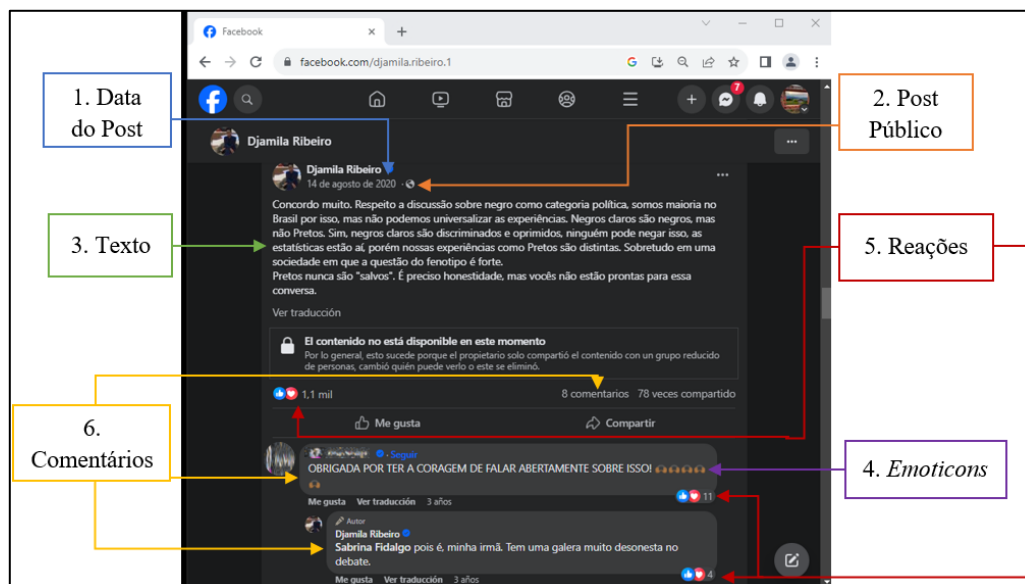 Facebook
facebook.com/djamila.ribeiro.1
1. Data
do Post
2. Post
Público
7
Djamila Ribeiro
Djamila Ribeiro
14 de agosto de 2020
Concordo muito. Respeito a discussão sobre negro como categoria política, somos maioria no
Brasil por isso, mas não podemos universalizar as experiências. Negros claros são negros, mas
não Pretos. Sim, negros claros são discriminados e oprimidos, ninguém pode negar isso, as
estatísticas estão aí, porém nossas experiências como Pretos são distintas. Sobretudo em uma
sociedade em que a questão do fenotipo é forte.
Pretos nunca são "salvos". É preciso honestidade, mas vocês não estão prontas para essa
conversa.
3. Texto
5. Reações
Ver traducción
El contenido no está disponible en este momento
Por lo general, esto sucede porque el propietario solo compartió el contenido con un grupo reducido
de personas, cambió quién puede verlo o este se eliminó.
1,1 mil
8 comentarios 78 veces compartido
Me gusta
Compartir
6.
Comentários
Seguir
OBRIGADA POR TER A CORAGEM DE FALAR ABERTAMENTE SOBRE ISSO!
4. Emoticons
Me gusta Ver traducción 3 años
11
Autor
Djamila Ribeiro
Sabrina Fidalgo pois é, minha irmã. Tem uma galera muito desonesta no
debate.
Me gusta Ver traducción 3 años
4